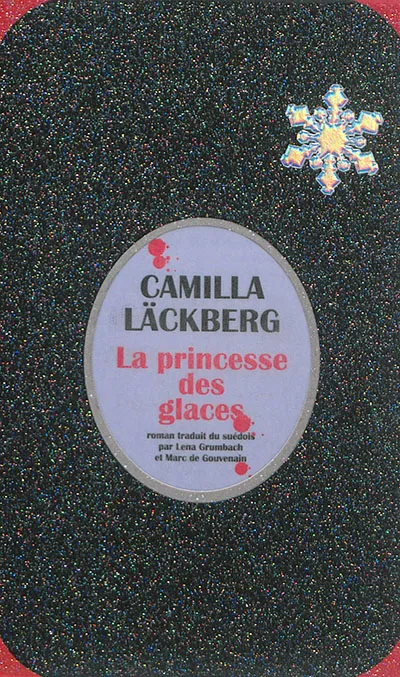 CAMILLA
LÄCKBERG
La princesse
des
glaces
roman traduit du suédois
par Lena Grumbach
et Marc de Gouvenain